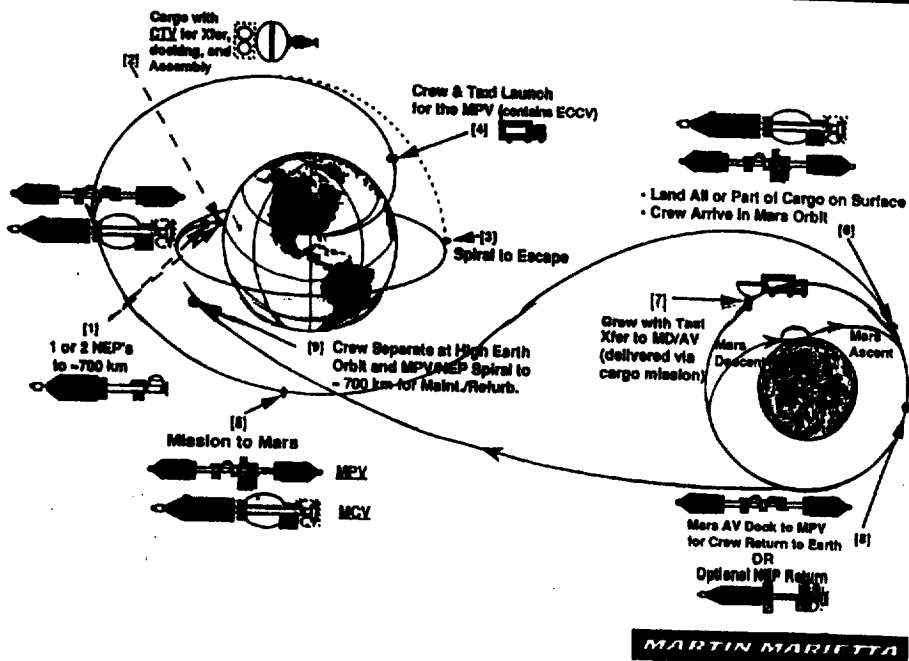 Cargo with
CTV for Xfer,
docking, and
Assembly
[2]
Crew & Taxi Launch
for the MPV (contains ECCV)
[4]
• Land All or Part of Cargo on Surface
• Crew Arrive in Mars Orbit
[6]
[3]
Spiral to Escape
[7]
Crew with Taxi
Xfer to MD/AV
(delivered via
cargo mission)
Mars
Descent
Mars
Ascent
[1]
1 or 2 NEP's
to ~700 km
[9] Crew Separate at High Earth
Orbit and MPV/NEP Spiral to
~ 700 km for Maint./Refurb.
[5]
Mission to Mars
MPV
MCV
Mars AV Dock to MPV
for Crew Return to Earth
[8]
OR
Optional NEP Return
MARTIN MARIETTA